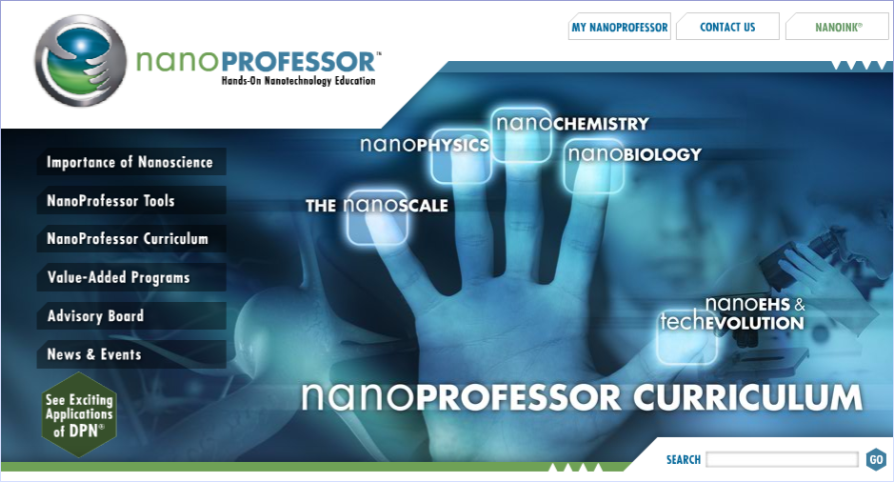 nanoPROFESSOR™
Hands-On Nanotechnology Education
MY NANOPROFESSOR
CONTACT US
NANOINK®
Importance of Nanoscience
NanoProfessor Tools
NanoProfessor Curriculum
Value-Added Programs
Advisory Board
News & Events
See Exciting
Applications
of DPN®
THE nanoSCALE
nanoPHYSICS
nanoCHEMISTRY
nanoBIOLOGY
nanoEHS &
techEVOLUTION
nanoPROFESSOR CURRICULUM
SEARCH
GO